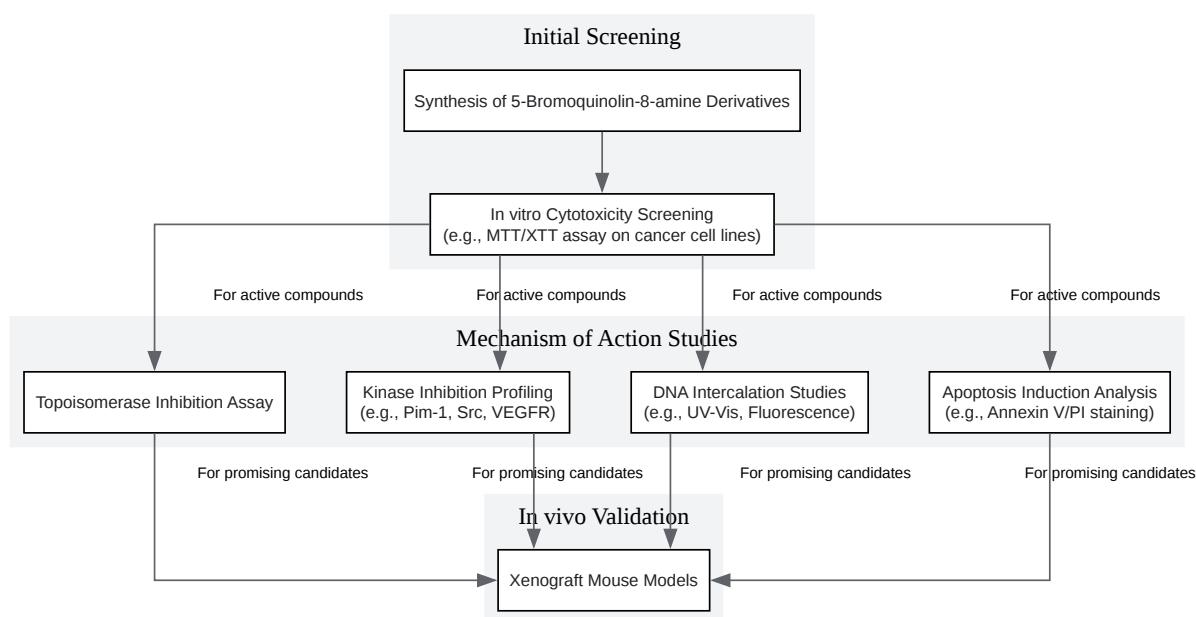 Initial Screening
Synthesis of 5-Bromoquinolin-8-amine Derivatives
In vitro Cytotoxicity Screening
(e.g., MTT/XTT assay on cancer cell lines)
For active compounds
For active compounds
For active compounds
For active compounds
Mechanism of Action Studies
Topoisomerase Inhibition Assay
Kinase Inhibition Profiling
(e.g., Pim-1, Src, VEGFR)
DNA Intercalation Studies
(e.g., UV-Vis, Fluorescence)
Apoptosis Induction Analysis
(e.g., Annexin V/PI staining)
For promising candidates
For promising candidates
For promising candidates
For promising candidates
In vivo Validation
Xenograft Mouse Models